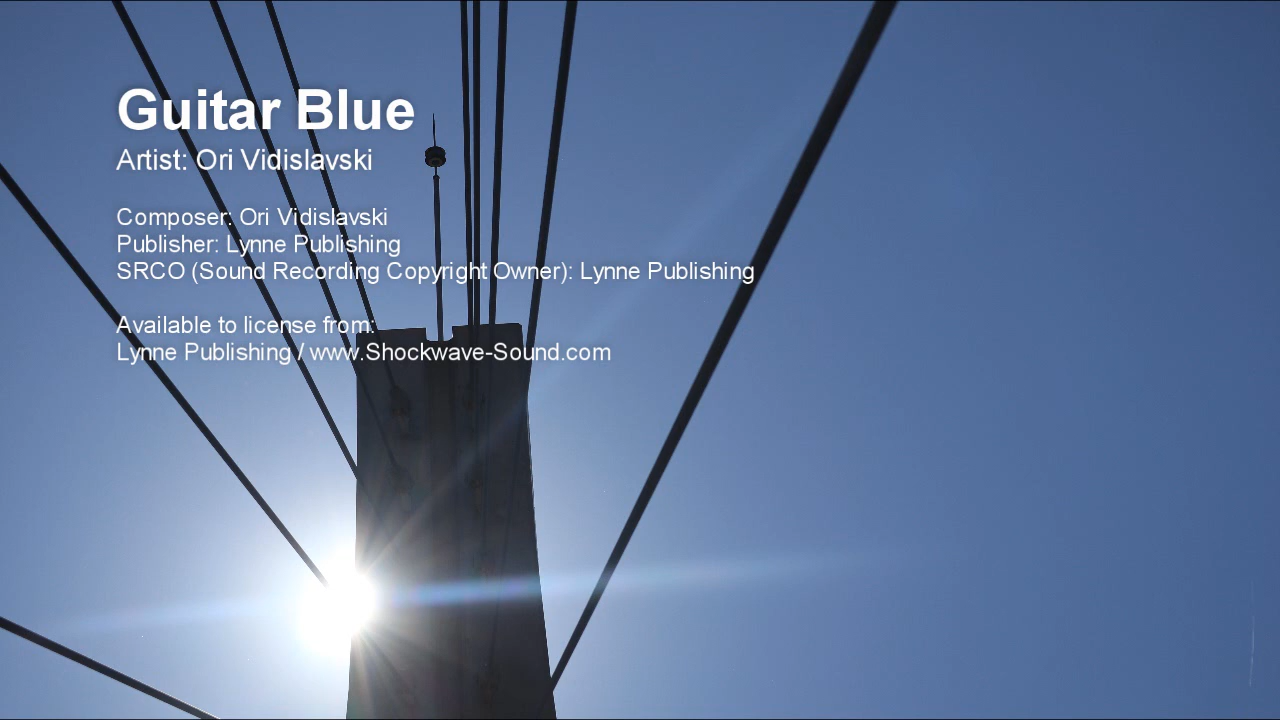 Guitar Blue
Artist: Ori Vidislavski
Composer: Ori Vidislavski
Publisher: Lynne Publishing
SRCO (Sound Recording Copyright Owner): Lynne Publishing
Available to license from:
Lynne Publishing / www.Shockwave-Sound.com